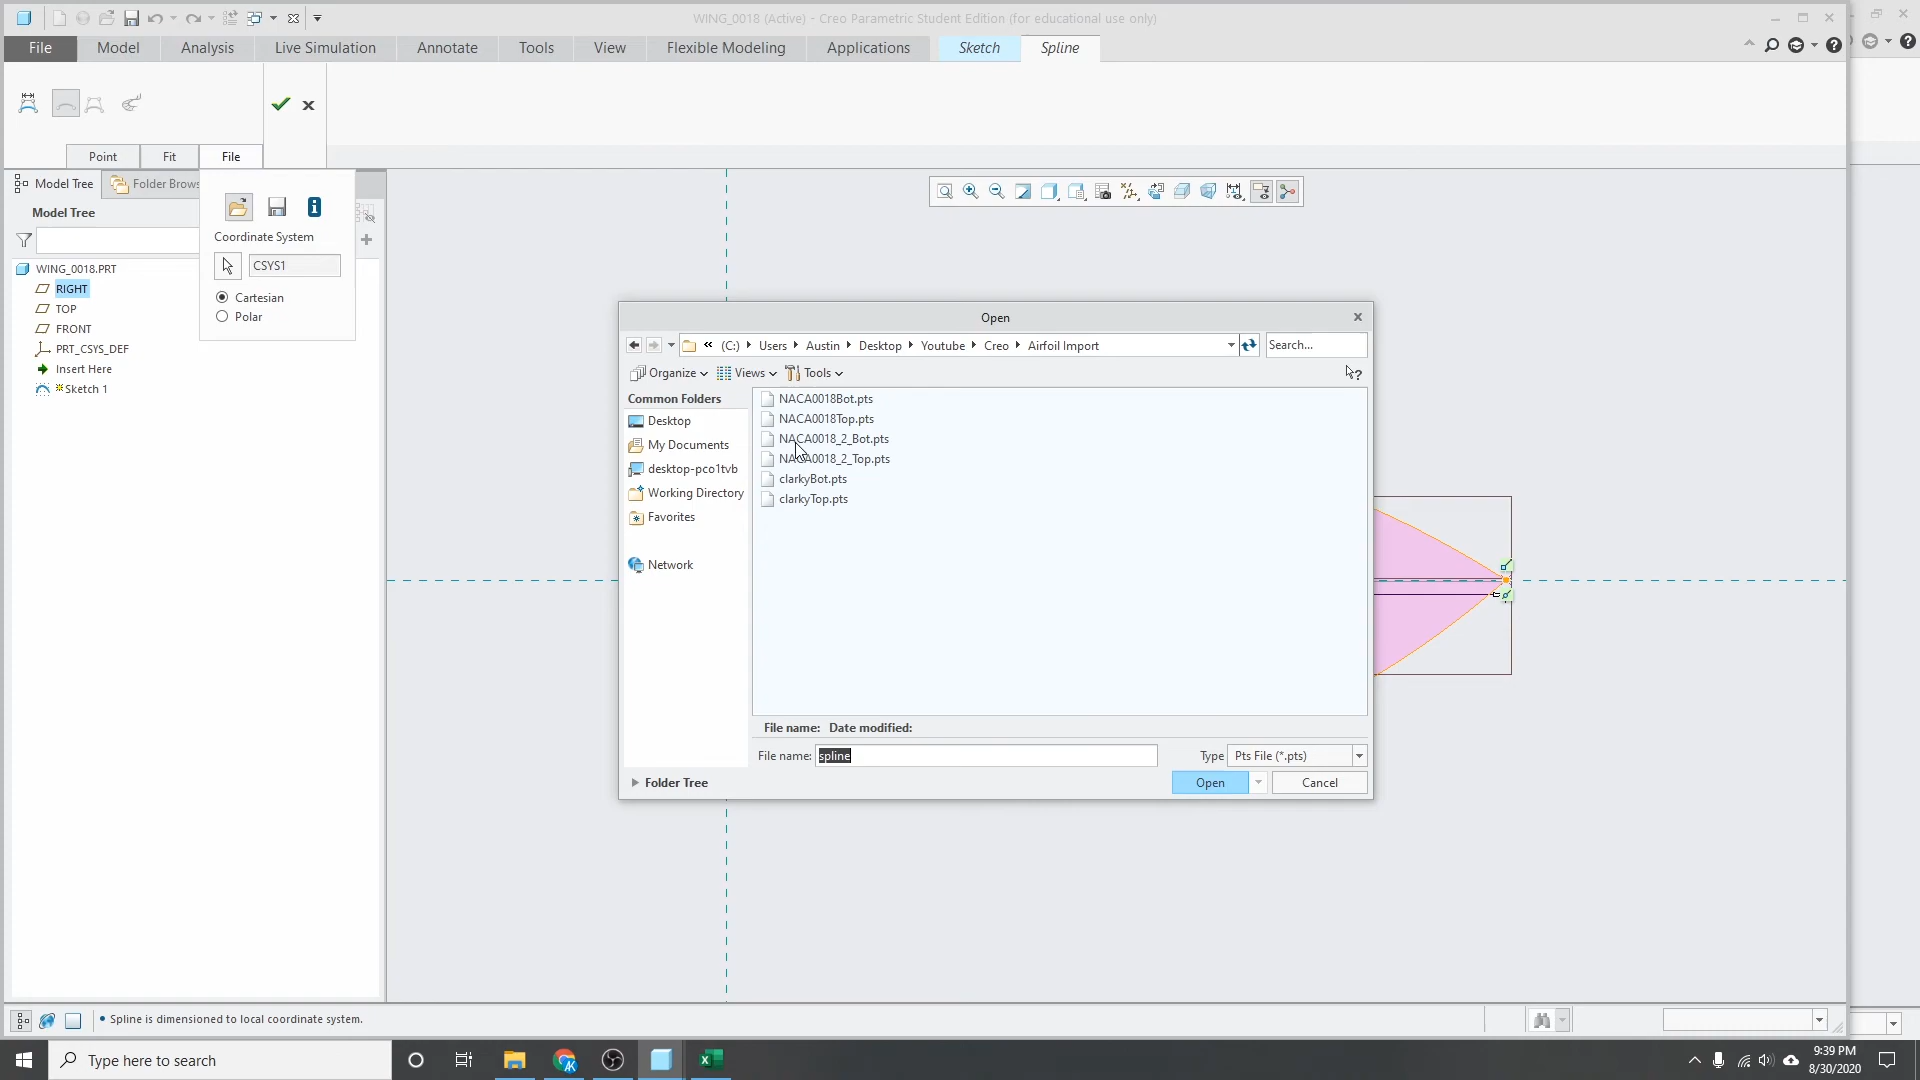 WING_0018 (Active) - Creo Parametric Student Edition (for educational use only)
File
Model
Analysis
Live Simulation
Annotate
Tools
View
Flexible Modeling
Applications
Sketch
Spline
Point
Fit
File
Model Tree
Folder Brows
Model Tree
Coordinate System
CSYS1
Cartesian
Polar
WING_0018.PRT
RIGHT
TOP
FRONT
PRT_CSYS_DEF
Insert Here
Sketch 1
Open
« (C:) Users Austin Desktop Youtube Creo Airfoil Import
Search...
Organize
Views
Tools
Common Folders
Desktop
My Documents
desktop-pco1tvb
Working Directory
Favorites
Network
NACA0018Bot.pts
NACA0018Top.pts
NACA0018_2_Bot.pts
NACA0018_2_Top.pts
clarkyBot.pts
clarkyTop.pts
File name: Date modified:
File name: spline
Type Pts File (*.pts)
Folder Tree
Open
Cancel
• Spline is dimensioned to local coordinate system.
Type here to search
9:39 PM
8/30/2020